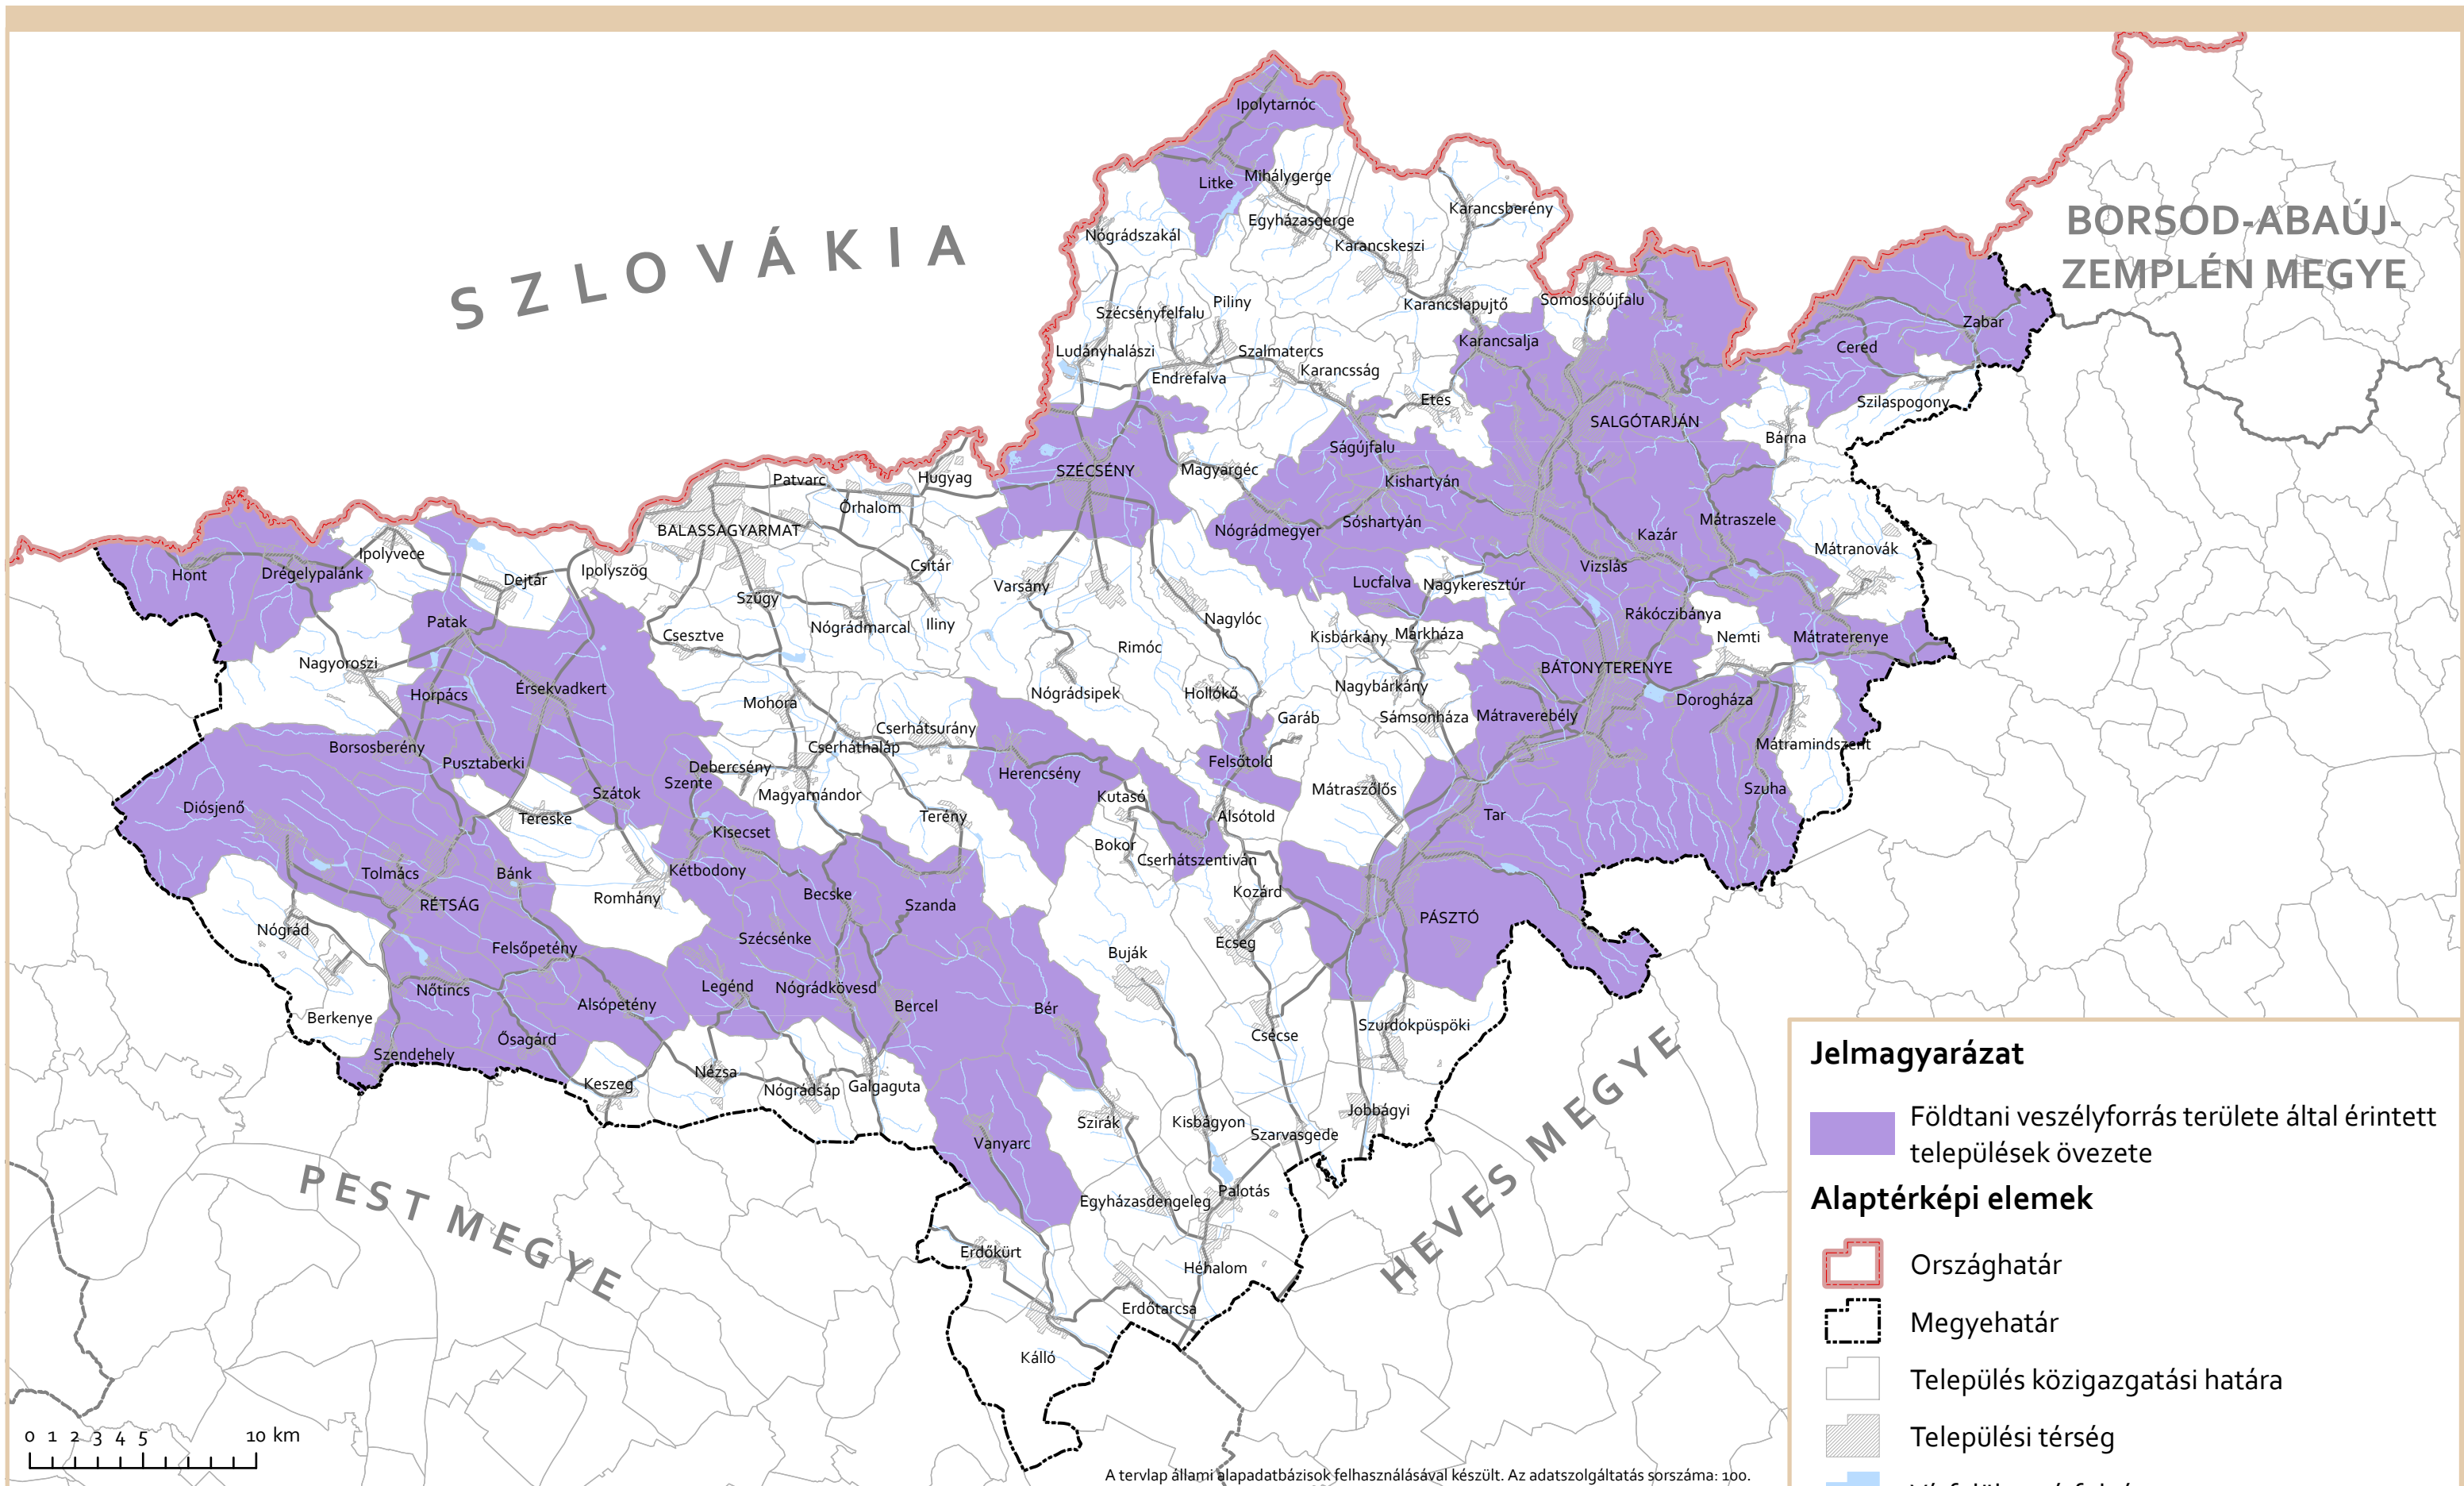 SZLOVÁKIA
BORSOD-ABAÚJ-
ZEMPLÉN MEGYE
PEST MEGYE
HEVES MEGYE
Ipolytarnóc
Litke
Mihálygerge
Egyházasgerge
Karancsberény
Nógrádszakál
Karancskeszi
Piliny
Szécsényfelfalu
Karancslapujtő
Somoskőújfalu
Zabar
Ludányhalászi
Szalmatercs
Karancsalja
Cered
Endrefalva
Karancsság
Etes
Szilaspogony
SALGÓTARJÁN
Bárna
Ságújfalu
SZÉCSÉNY
Magyargéc
Patvarc
Hugyag
Kishartyán
Őrhalom
BALASSAGYARMAT
Nógrádmegyer
Sóshartyán
Mátraszele
Kazár
Ipolyvece
Mátranovák
Hont
Drégelypalánk
Dejtár
Ipolyszög
Csitár
Vizslás
Varsány
Lucfalva
Nagykeresztúr
Szügy
Patak
Nógrádmarcal
Iliny
Nagylóc
Rákóczibánya
Csesztve
Rimóc
Kisbárkány
Márkháza
Nemti
Mátraterenye
Nagyoroszi
BÁTONYTERENYE
Horpács
Érsekvadkert
Nógrádsipek
Hollókő
Nagybárkány
Mohora
Dorogháza
Garáb
Sámsonháza
Mátraverebély
Cserhátsurány
Borsosberény
Cserháthaláp
Mátramindszent
Pusztaberki
Debercsény
Herencsény
Felsőtold
Szente
Szátok
Magyarnándor
Kutasó
Mátraszőlős
Szuha
Diósjenő
Tereske
Terény
Alsótold
Tar
Kisecset
Bokor
Cserhátszentiván
Tolmács
Bánk
Kétbodony
Becske
Kozárd
Romhány
RÉTSÁG
Szanda
PÁSZTÓ
Nógrád
Szécsénke
Felsőpetény
Ecseg
Buják
Nőtincs
Legénd
Nógrádkövesd
Alsópetény
Bercel
Bér
Berkenye
Szurdokpüspöki
Ősagárd
Csécse
Szendehely
Nézsa
Keszeg
Nógrádsáp
Galgaguta
Jobbágyi
Szirák
Kisbágyon
Szarvasgede
Vanyarc
Palotás
Egyházasdengeleg
Erdőkürt
Héhalom
Erdőtarcsa
Kálló
Jelmagyarázat
Földtani veszélyforrás területe által érintett
települések övezete
Alaptérképi elemek
Országhatár
Megyehatár
Település közigazgatási határa
Települési térség
0 1 2 3 4 5 10 km
A tervlap állami alapadatbázisok felhasználásával készült. Az adatszolgáltatás sorszáma: 100.